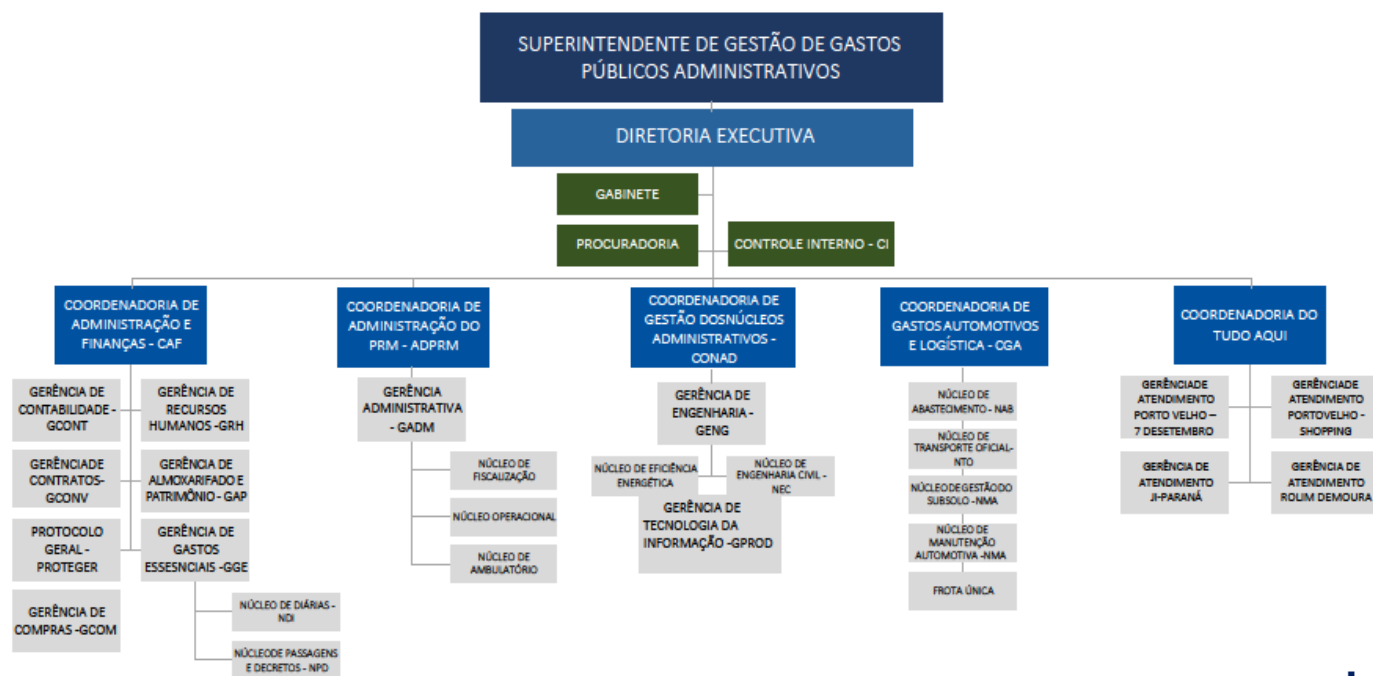 SUPERINTENDENTE DE GESTÃO DE GASTOS
PÚBLICOS ADMINISTRATIVOS
DIRETORIA EXECUTIVA
GABINETE
PROCURADORIA
CONTROLE INTERNO - CI
COORDENADORIA DE
ADMINISTRAÇÃO E
FINANÇAS - CAF
GERÊNCIA DE
CONTABILIDADE -
GCONT
GERÊNCIA DE
RECURSOS
HUMANOS -GRH
GERÊNCIADE
CONTRATOS-
GCONV
GERÊNCIA DE
ALMOXARIFADO E
PATRIMÔNIO - GAP
PROTOCOLO
GERAL -
PROTEGER
GERÊNCIA DE
GASTOS
ESSESNCIAIS -GGE
GERÊNCIA DE
COMPRAS -GCOM
NÚCLEO DE DIÁRIAS -
NDI
NÚCLEODE PASSAGENS
E DECRETOS - NPD
COORDENADORIA DE
ADMINISTRAÇÃO DO
PRM - ADPRM
GERÊNCIA
ADMINISTRATIVA
- GADM
NÚCLEO DE
FISCALIZAÇÃO
NÚCLEO OPERACIONAL
NÚCLEO DE
AMBULATÓRIO
COORDENADORIA DE
GESTÃO DOSNÚCLEOS
ADMINISTRATIVOS -
CONAD
GERÊNCIA DE
ENGENHARIA -
GENG
NÚCLEO DE EFICIÊNCIA
ENERGÉTICA
NÚCLEO DE
ENGENHARIA CIVIL -
NEC
GERÊNCIA DE
TECNOLOGIA DA
INFORMAÇÃO -GPROD
COORDENADORIA DE
GASTOS AUTOMOTIVOS
E LOGÍSTICA - CGA
NÚCLEO DE
ABASTECIMENTO - NAB
NÚCLEO DE
TRANSPORTE OFICIAL-
NTO
NÚCLEO DE GESTÃO DO
SUBSOLO - NMA
NÚCLEO DE
MANUTENÇÃO
AUTOMOTIVA -NMA
FROTA ÚNICA
COORDENADORIA DO
TUDO AQUI
GERÊNCIADE
ATENDIMENTO
PORTO VELHO –
7 DESETEMBRO
GERÊNCIADE
ATENDIMENTO
PORTOVELHO -
SHOPPING
GERÊNCIA DE
ATENDIMENTO
JI-PARANÁ
GERÊNCIA DE
ATENDIMENTO
ROLIM DEMOURA